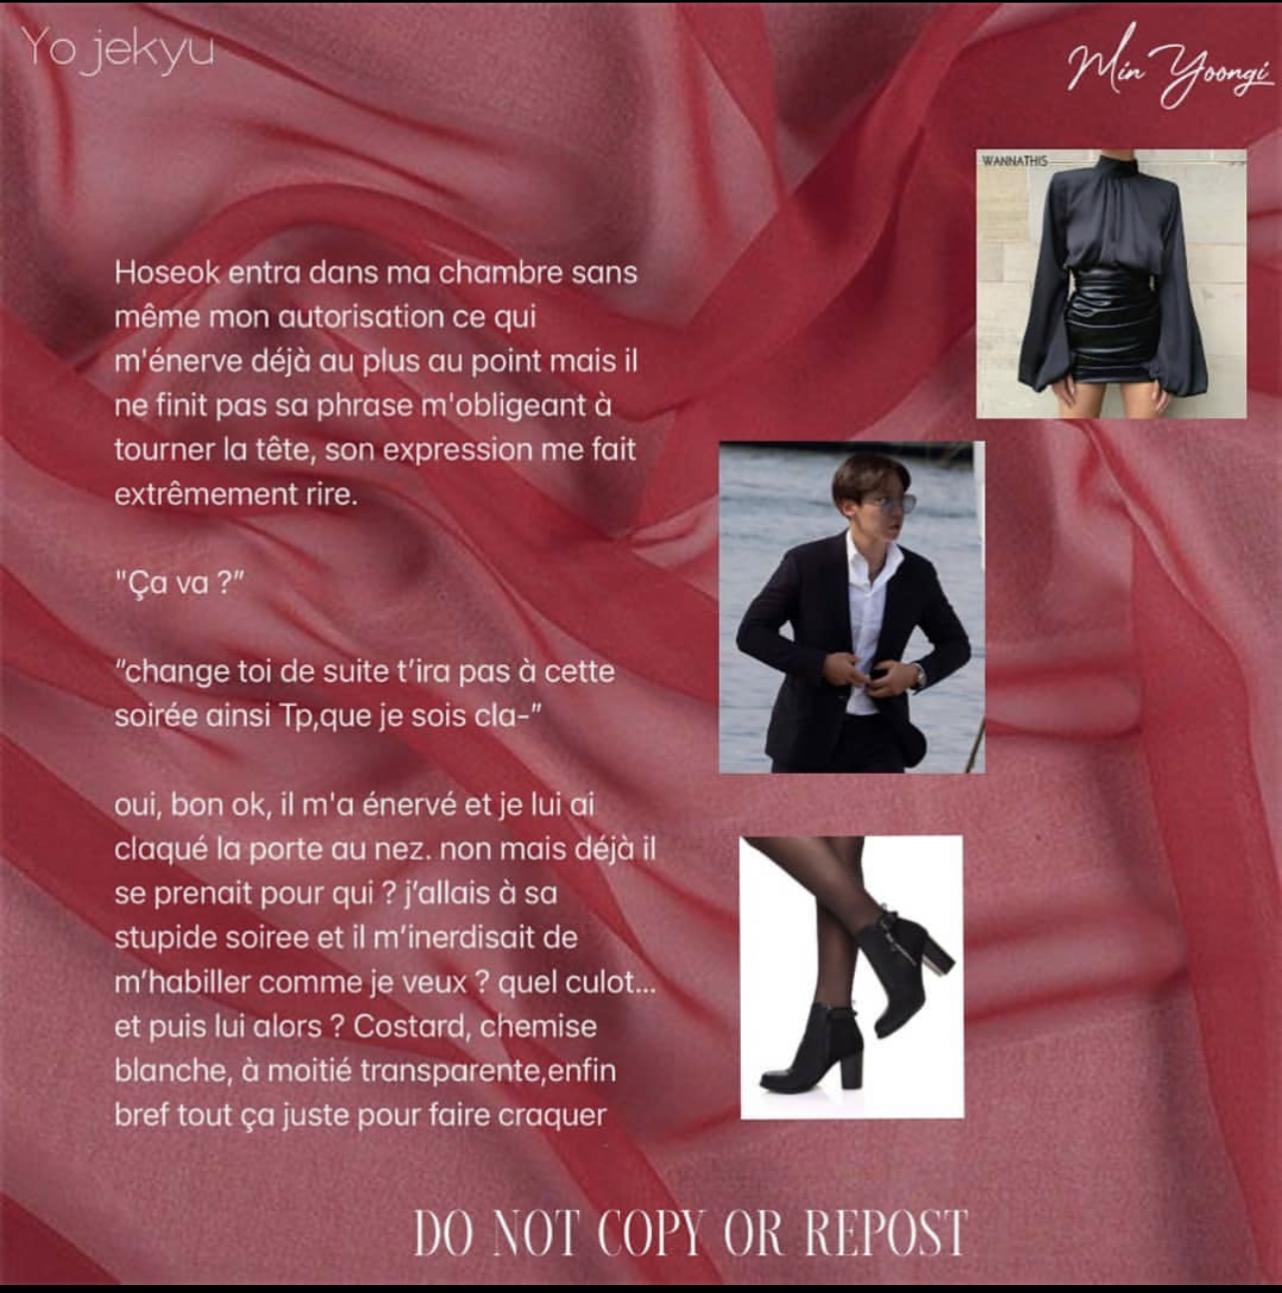 Yo jekyu
Min Yoongi
WANNATHIS
Hoseok entra dans ma chambre sans
même mon autorisation ce qui
m'énerve déjà au plus au point mais il
ne finit pas sa phrase m'obligeant à
tourner la tête, son expression me fait
extrêmement rire.
"Ça va ?”
“change toi de suite t’ira pas à cette
soirée ainsi Tp,que je sois cla-”
oui, bon ok, il m'a énervé et je lui ai
claqué la porte au nez. non mais déjà il
se prenait pour qui ? j’allais à sa
stupide soiree et il m’inerdisait de
m’habiller comme je veux ? quel culot...
et puis lui alors ? Costard, chemise
blanche, à moitié transparente,enfin
bref tout ça juste pour faire craquer
DO NOT COPY OR REPOST